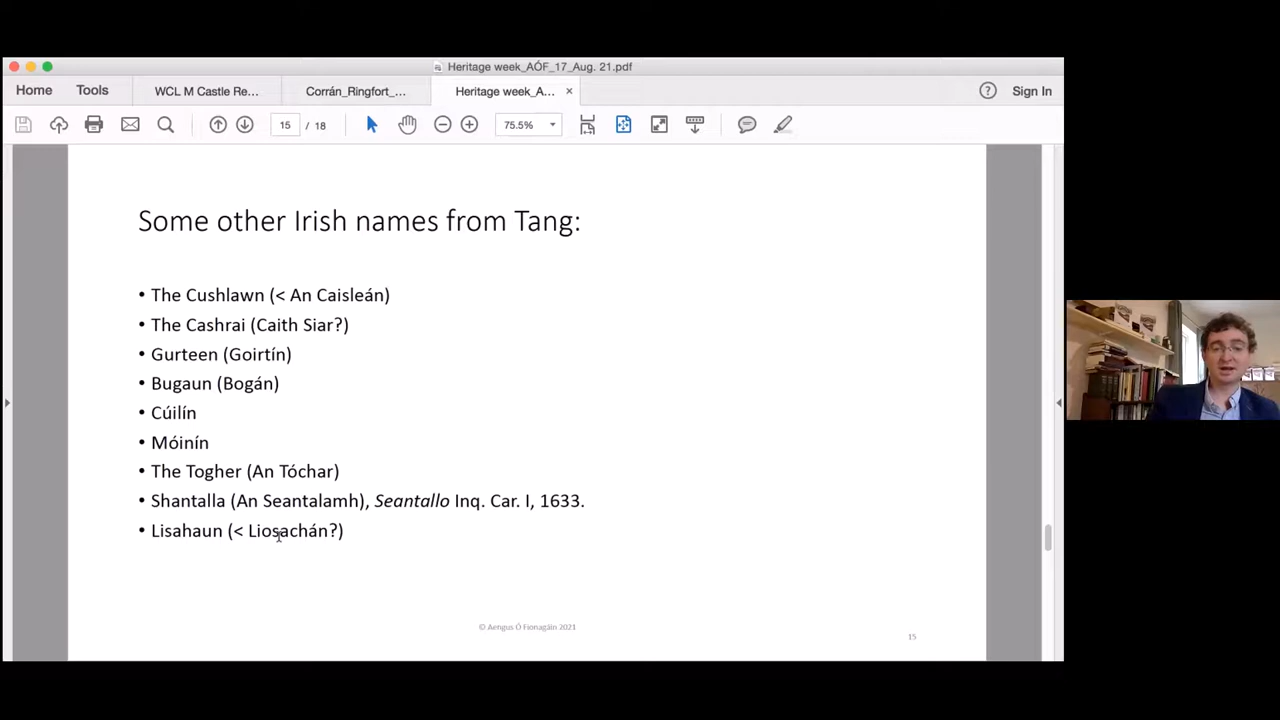 Heritage week_AÓF_17_Aug. 21.pdf
Home Tools WCL M Castle Re... Corrán_Ringfort_... Heritage week_A... × ? Sign In
15 / 18 75.5%
Some other Irish names from Tang:
• The Cushlawn (< An Caisleán)
• The Cashrai (Caith Siar?)
• Gurteen (Goirtín)
• Bugaun (Bogán)
• Cúilín
• Móinín
• The Togher (An Tóchar)
• Shantalla (An Seantalamh), Seantallo Inq. Car. I, 1633.
• Lisahaun (< Liosachán?)
© Aengus Ó Fionagáin 2021
15